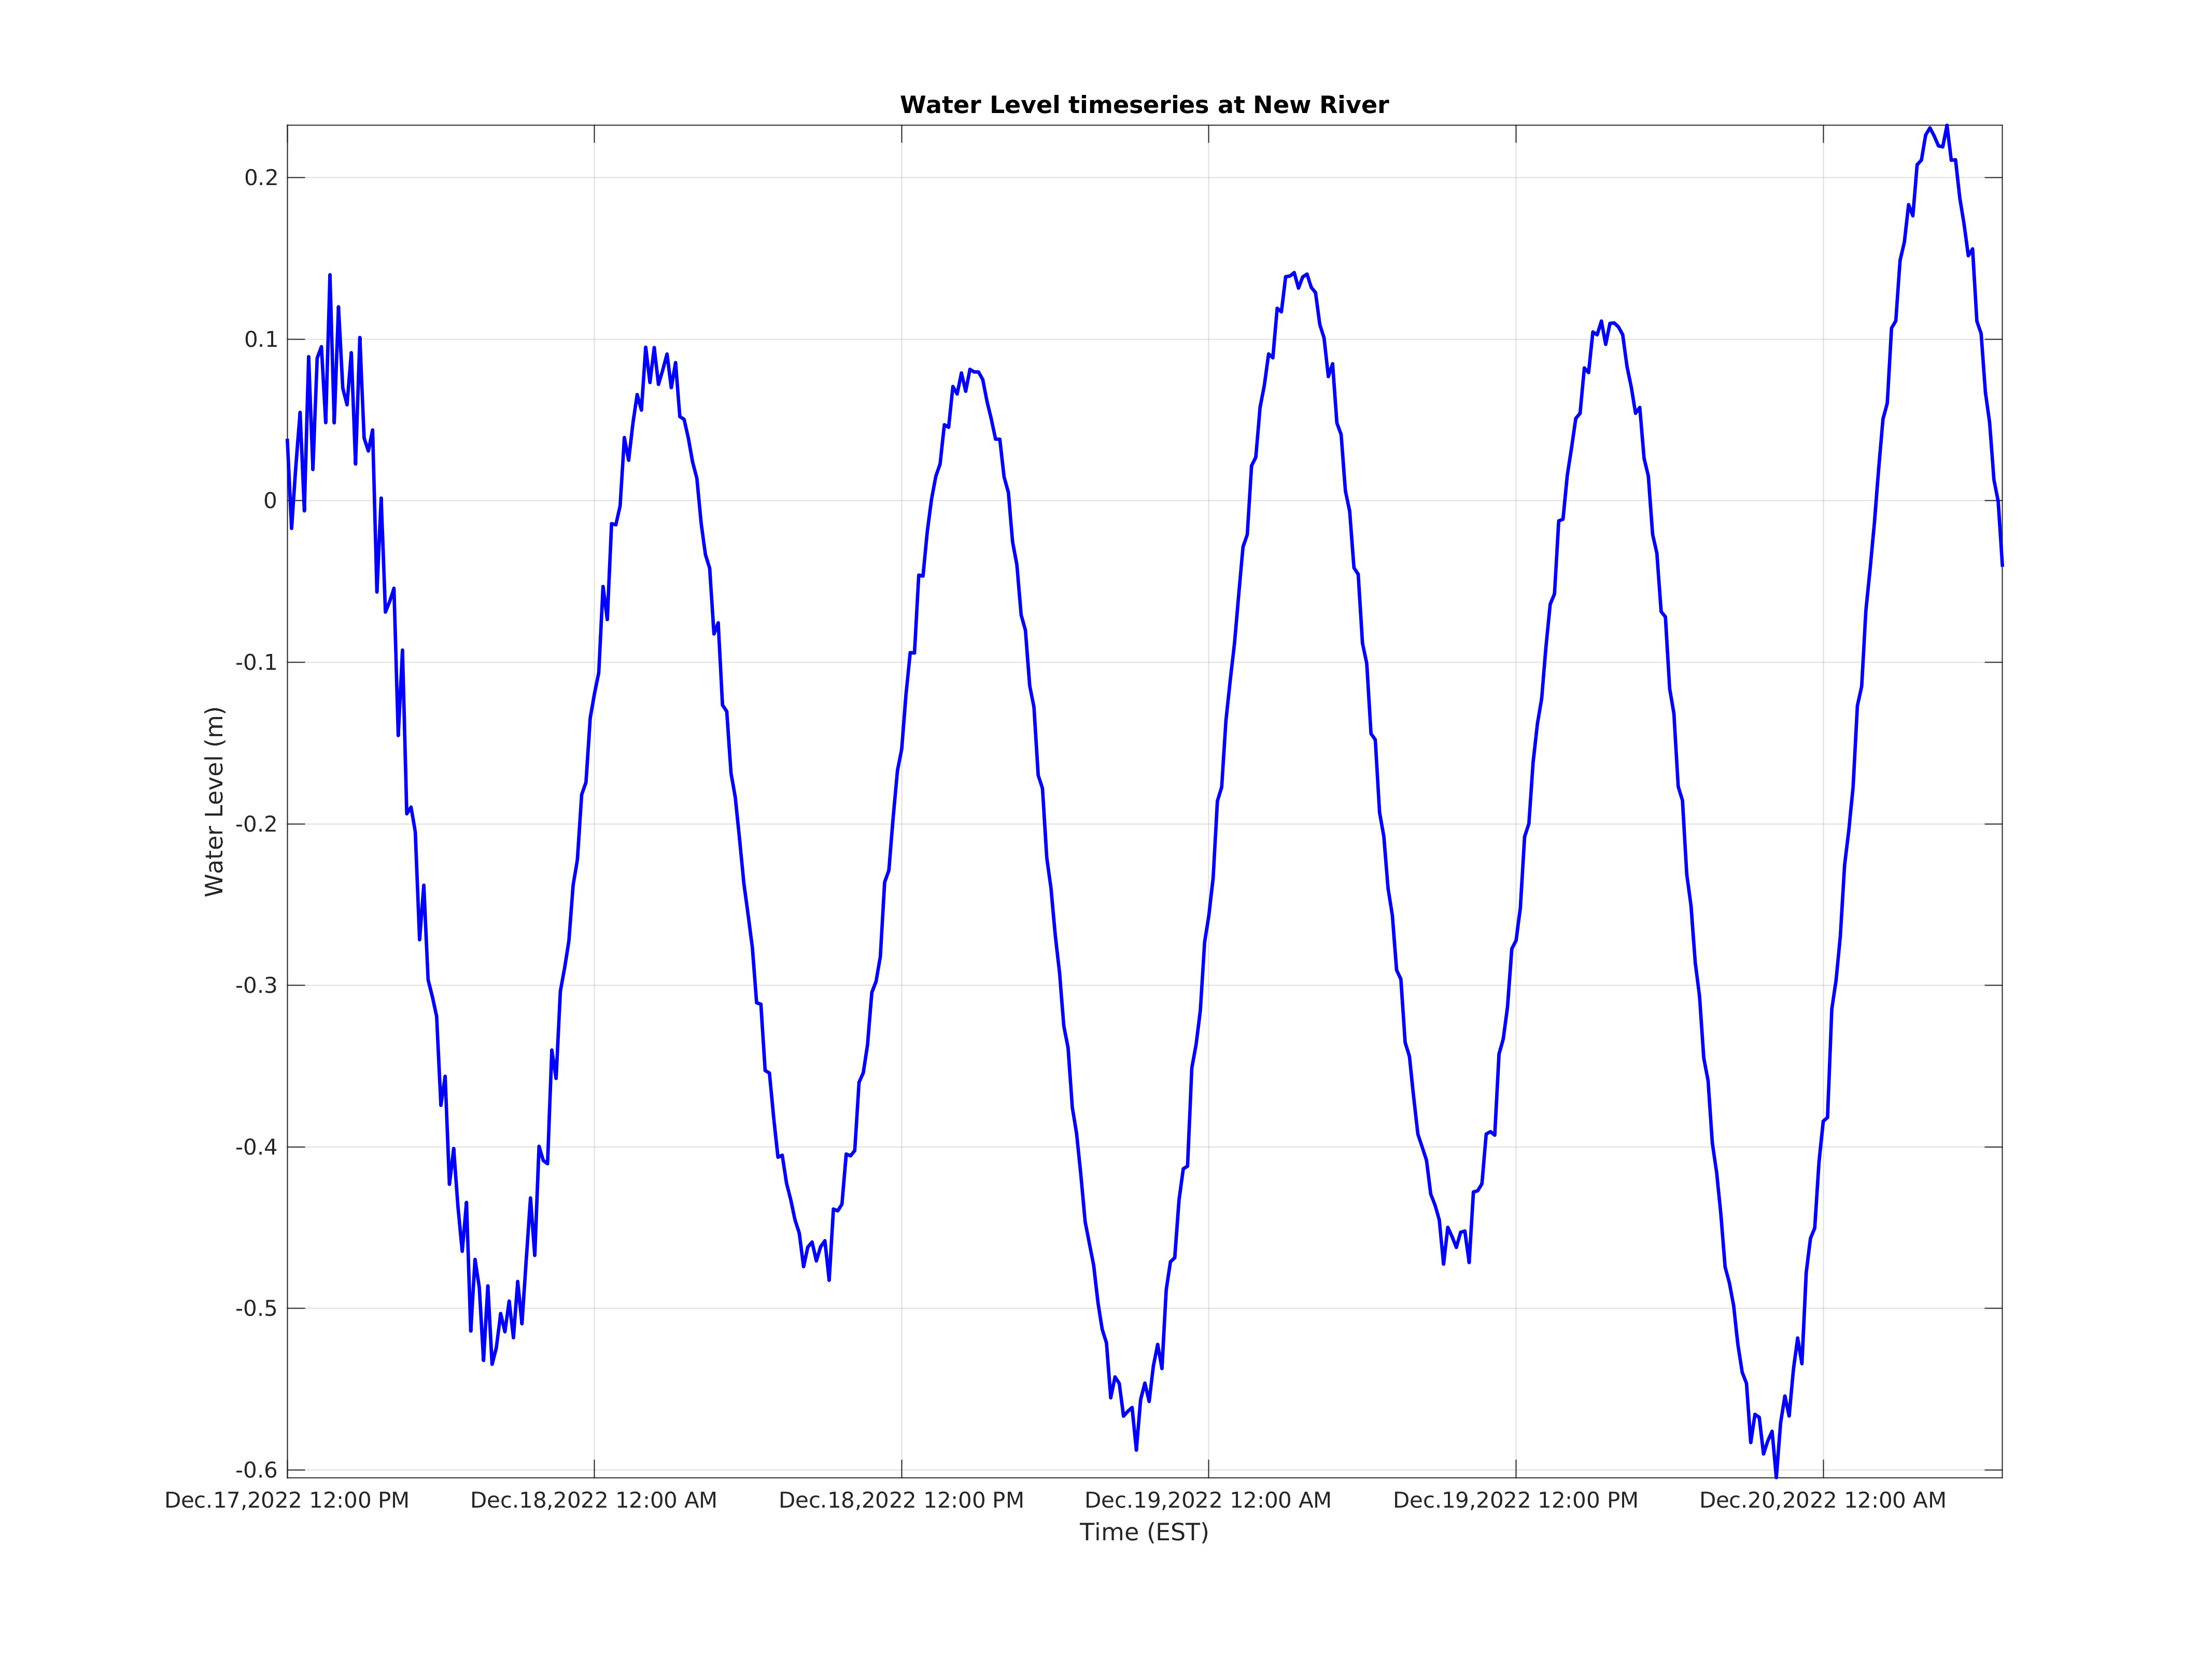 Water Level timeseries at New River
0.2
0.1
0
-0.1
-0.2
-0.3
-0.4
-0.5
-0.6
Water Level (m)
Dec.17,2022 12:00 PM
Dec.18,2022 12:00 AM
Dec.18,2022 12:00 PM
Dec.19,2022 12:00 AM
Dec.19,2022 12:00 PM
Dec.20,2022 12:00 AM
Time (EST)